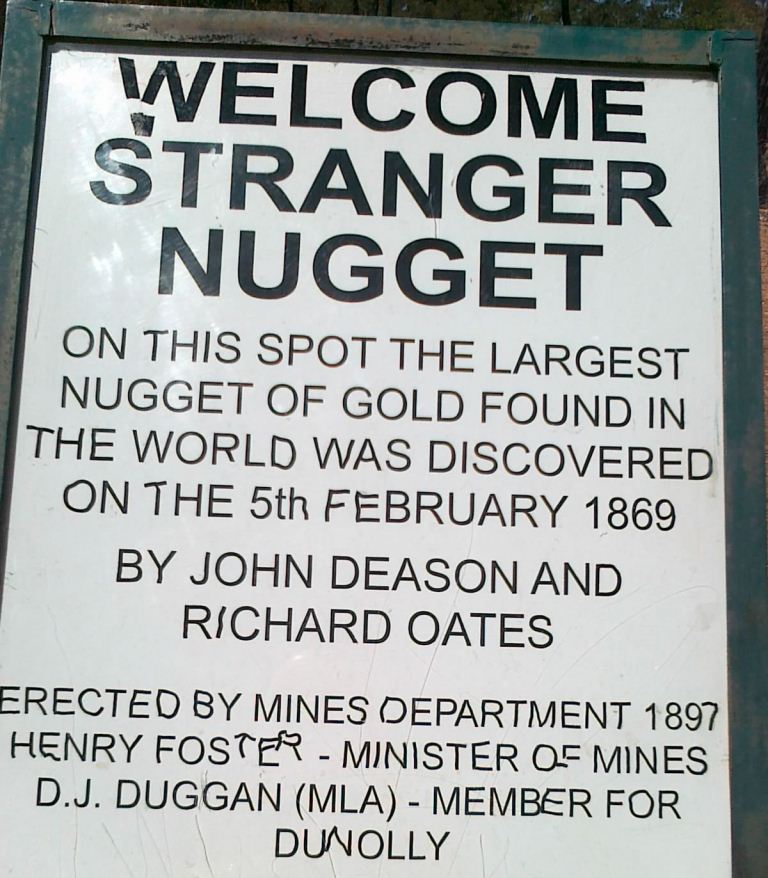 WELCOME
STRANGER
NUGGET
ON THIS SPOT THE LARGEST
NUGGET OF GOLD FOUND IN
THE WORLD WAS DISCOVERED
ON THE 5th FEBRUARY 1869
BY JOHN DEASON AND
RICHARD OATES
ERECTED BY MINES DEPARTMENT 1897
HENRY FOSTER - MINISTER OF MINES
D.J. DUGGAN (MLA) - MEMBER FOR
DUNOLLY